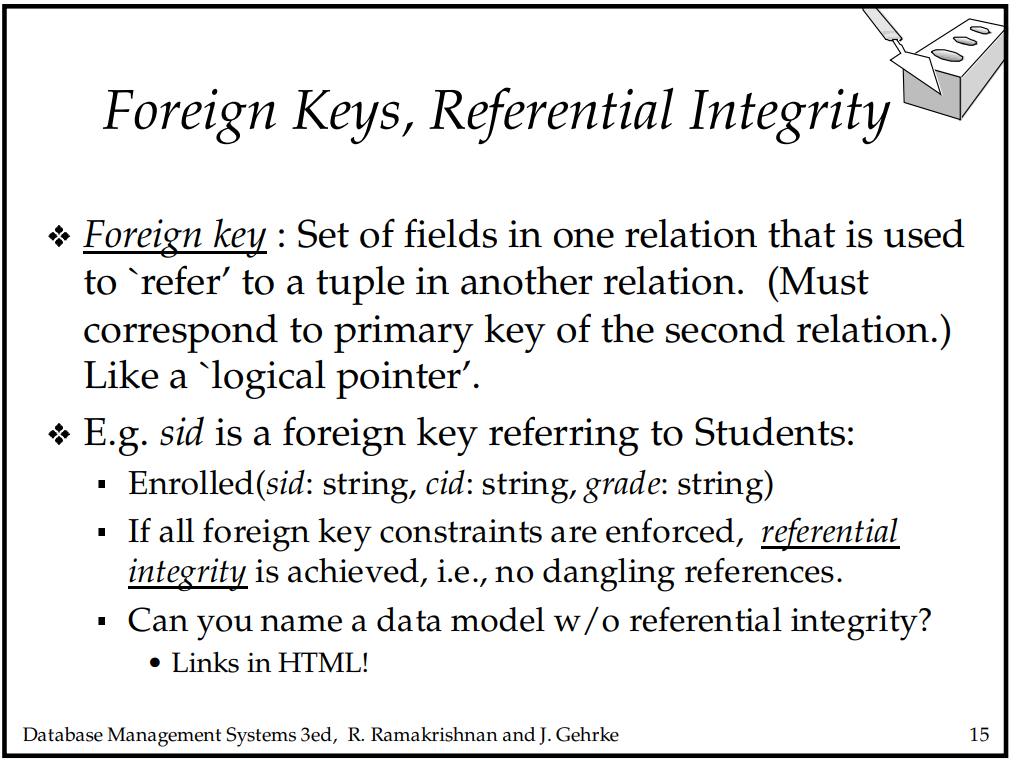 Foreign Keys, Referential Integrity
❖ Foreign key : Set of fields in one relation that is used
to `refer’ to a tuple in another relation. (Must
correspond to primary key of the second relation.)
Like a `logical pointer’.
❖ E.g. sid is a foreign key referring to Students:
▪ Enrolled(sid: string, cid: string, grade: string)
▪ If all foreign key constraints are enforced, referential
integrity is achieved, i.e., no dangling references.
▪ Can you name a data model w/o referential integrity?
• Links in HTML!
Database Management Systems 3ed, R. Ramakrishnan and J. Gehrke 15